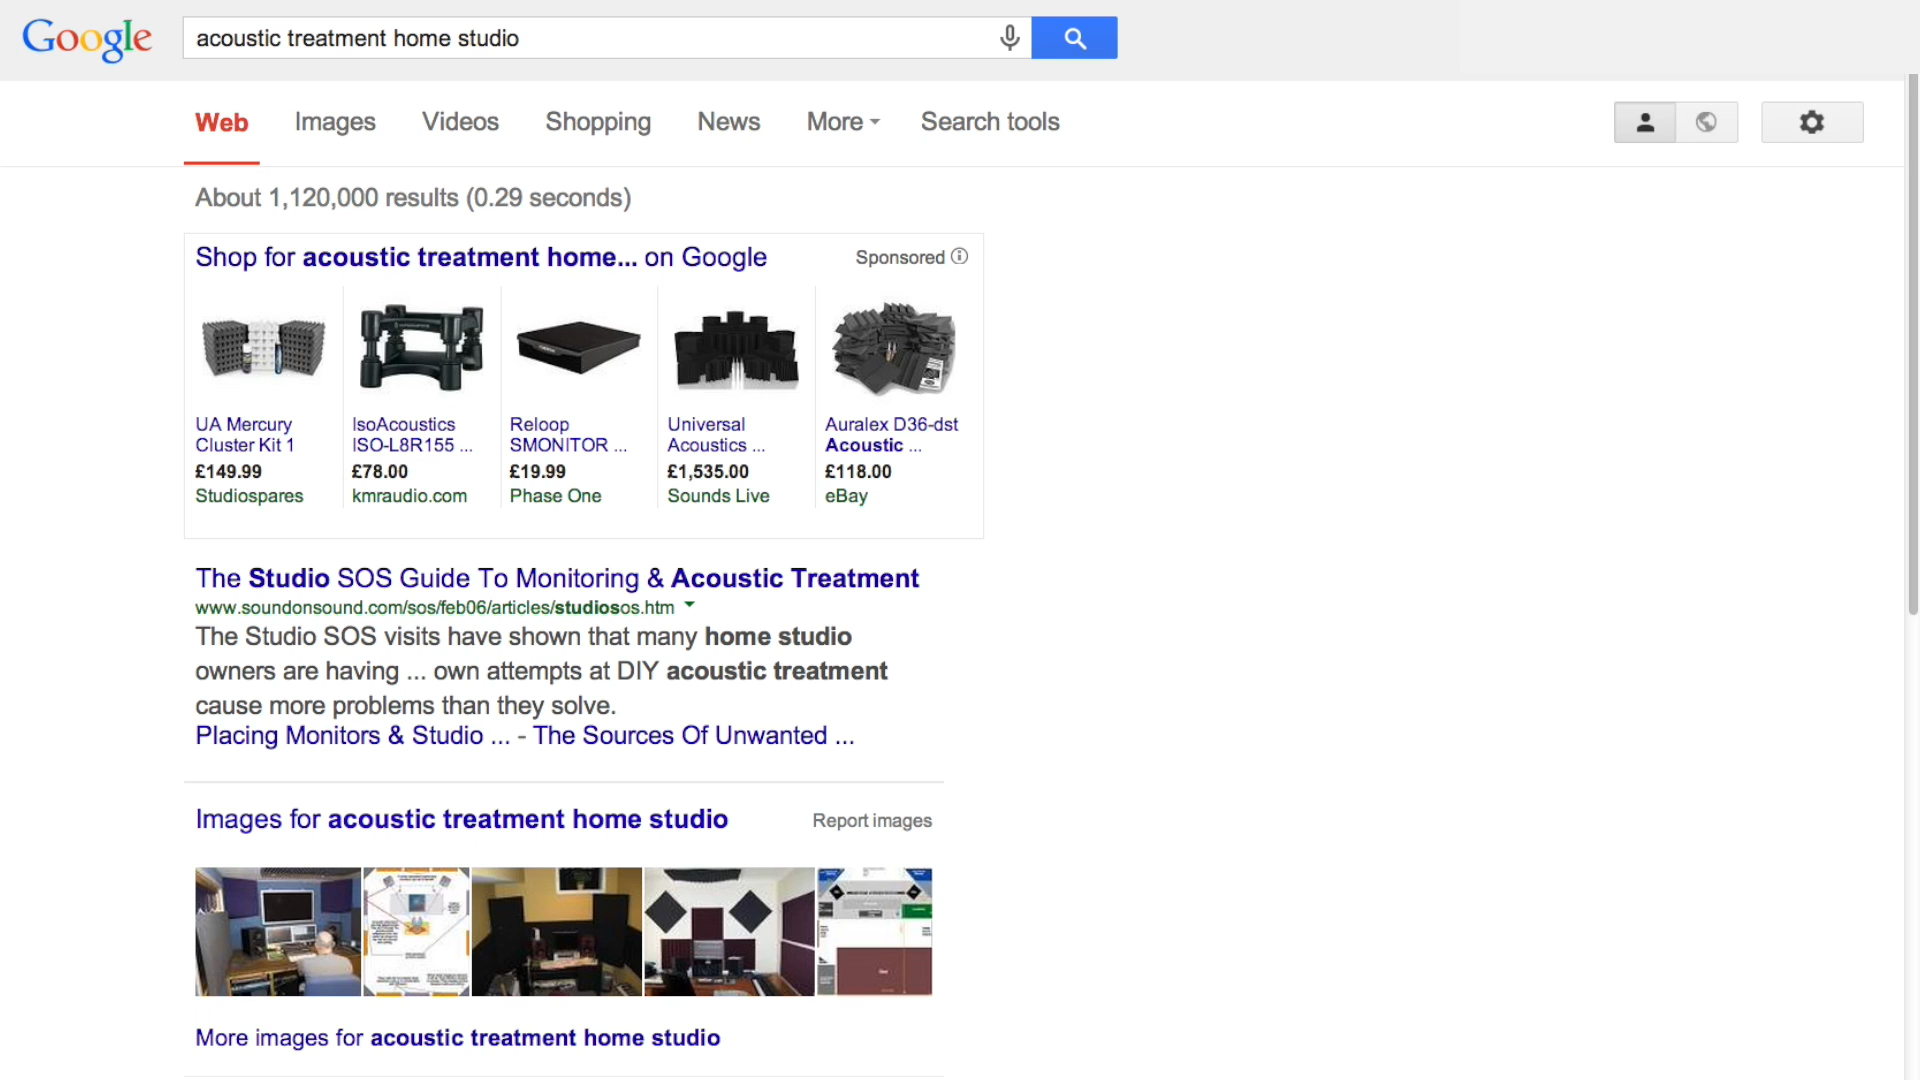 Google
acoustic treatment home studio
Web Images Videos Shopping News More Search tools
About 1,120,000 results (0.29 seconds)
Shop for acoustic treatment home... on Google Sponsored
UA Mercury
Cluster Kit 1
£149.99
Studiospares
IsoAcoustics
ISO-L8R155 ...
£78.00
kmraudio.com
Reloop
SMONITOR ...
£19.99
Phase One
Universal
Acoustics ...
£1,535.00
Sounds Live
Auralex D36-dst
Acoustic ...
£118.00
eBay
The Studio SOS Guide To Monitoring & Acoustic Treatment
www.soundonsound.com/sos/feb06/articles/studiosos.htm
The Studio SOS visits have shown that many home studio
owners are having ... own attempts at DIY acoustic treatment
cause more problems than they solve.
Placing Monitors & Studio ... - The Sources Of Unwanted ...
Images for acoustic treatment home studio Report images
More images for acoustic treatment home studio